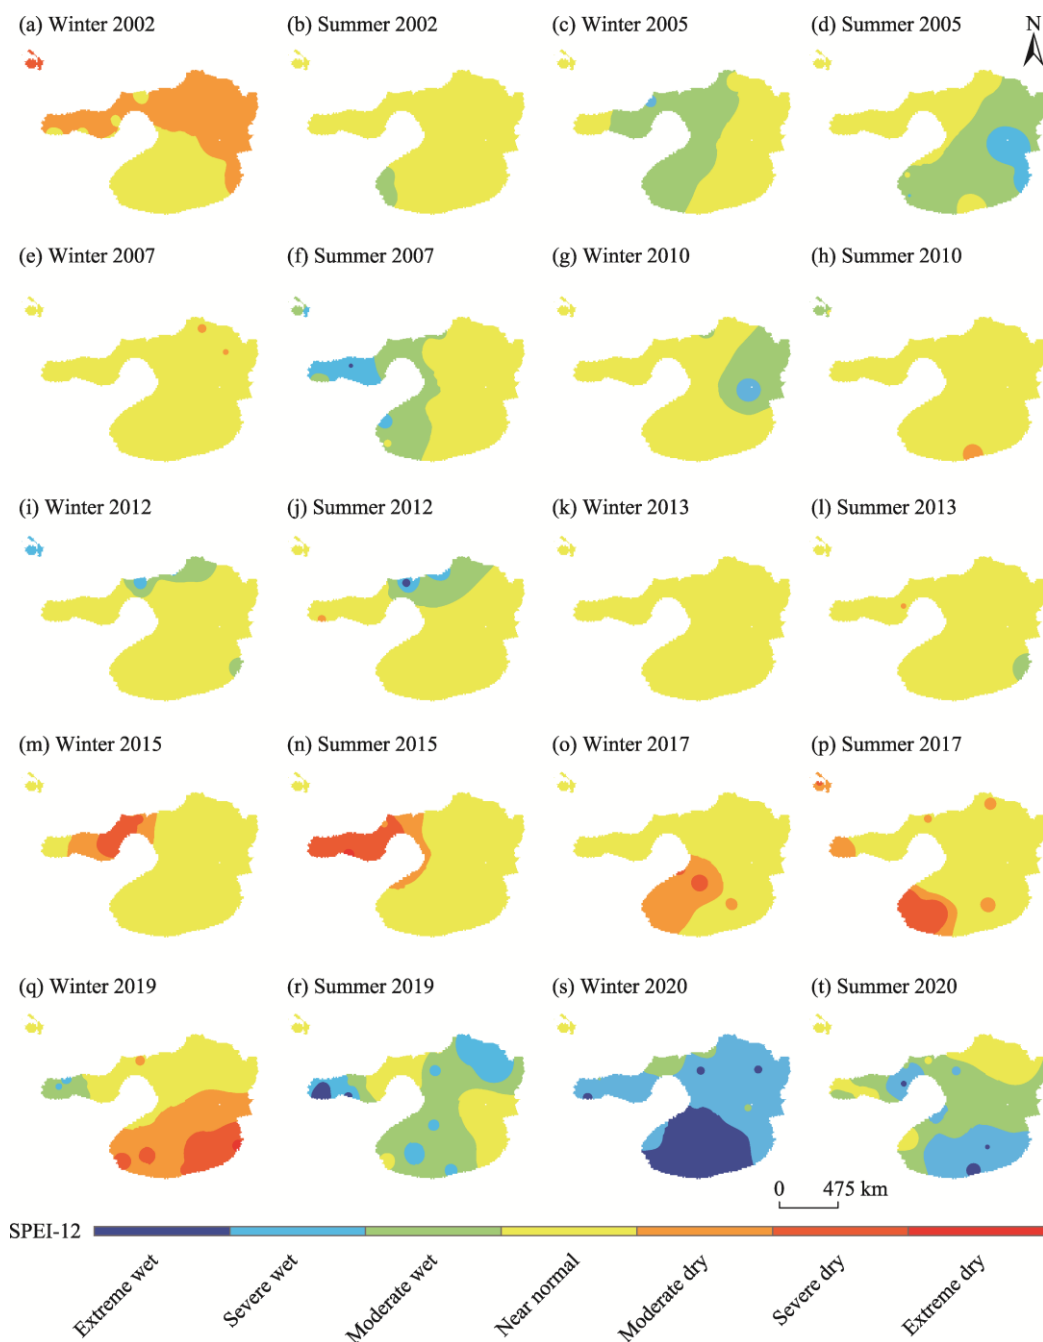 (a) Winter 2002
(b) Summer 2002
(c) Winter 2005
(d) Summer 2005
N
(e) Winter 2007
(f) Summer 2007
(g) Winter 2010
(h) Summer 2010
(i) Winter 2012
(j) Summer 2012
(k) Winter 2013
(l) Summer 2013
(m) Winter 2015
(n) Summer 2015
(o) Winter 2017
(p) Summer 2017
(q) Winter 2019
(r) Summer 2019
(s) Winter 2020
(t) Summer 2020
0 475 km
SPEI-12
Extreme wet
Severe wet
Moderate wet
Near normal
Moderate dry
Severe dry
Extreme dry